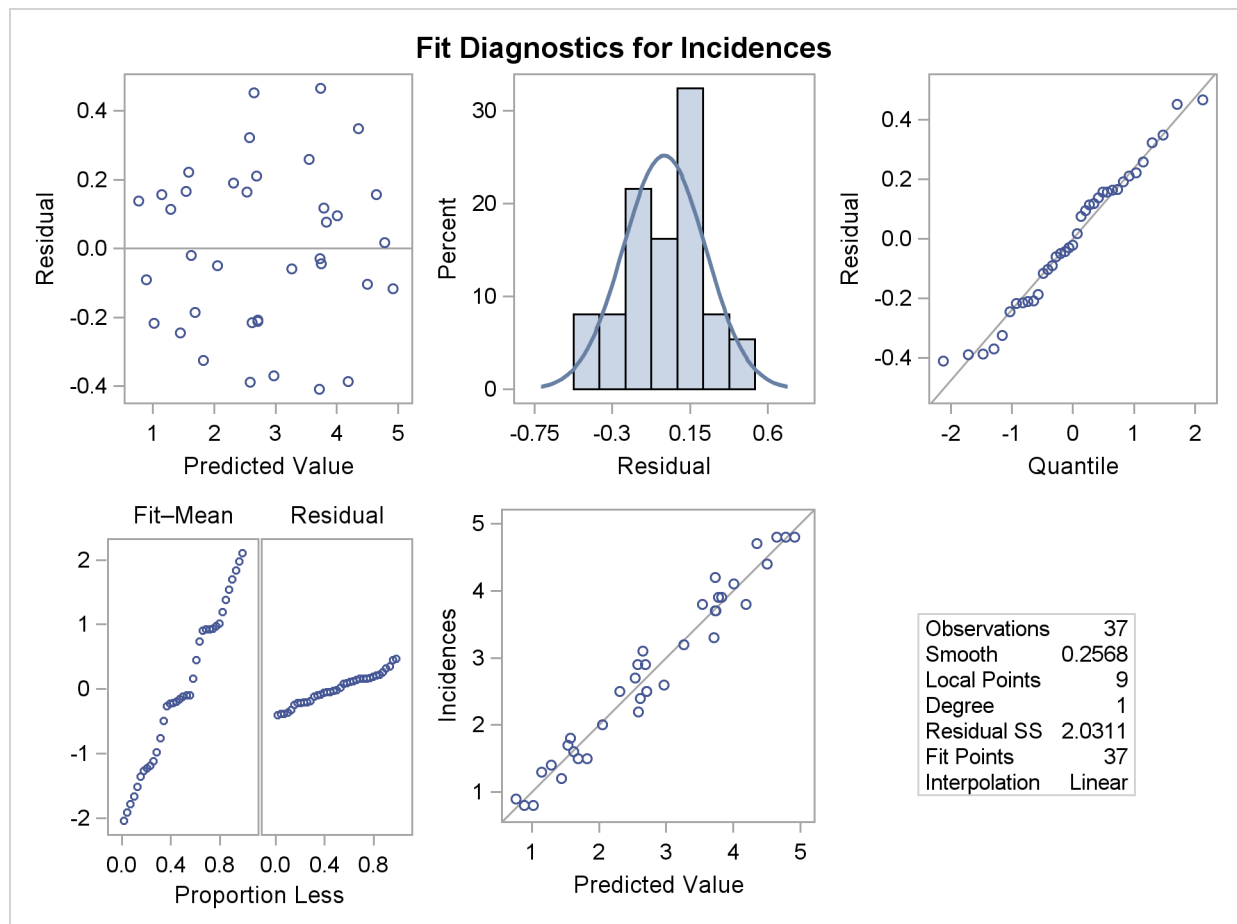 Fit Diagnostics for Incidences
0.4
0.2
0.0
-0.2
-0.4
Residual
1 2 3 4 5
Predicted Value
30
20
10
0
Percent
-0.75 -0.3 0.15 0.6
Residual
0.4
0.2
0.0
-0.2
-0.4
Residual
-2 -1 0 1 2
Quantile
Fit–Mean Residual
2
1
0
-1
-2
0.0 0.4 0.8 0.0 0.4 0.8
Proportion Less
5
4
3
2
1
Incidences
1 2 3 4 5
Predicted Value
Observations 37
Smooth 0.2568
Local Points 9
Degree 1
Residual SS 2.0311
Fit Points 37
Interpolation Linear